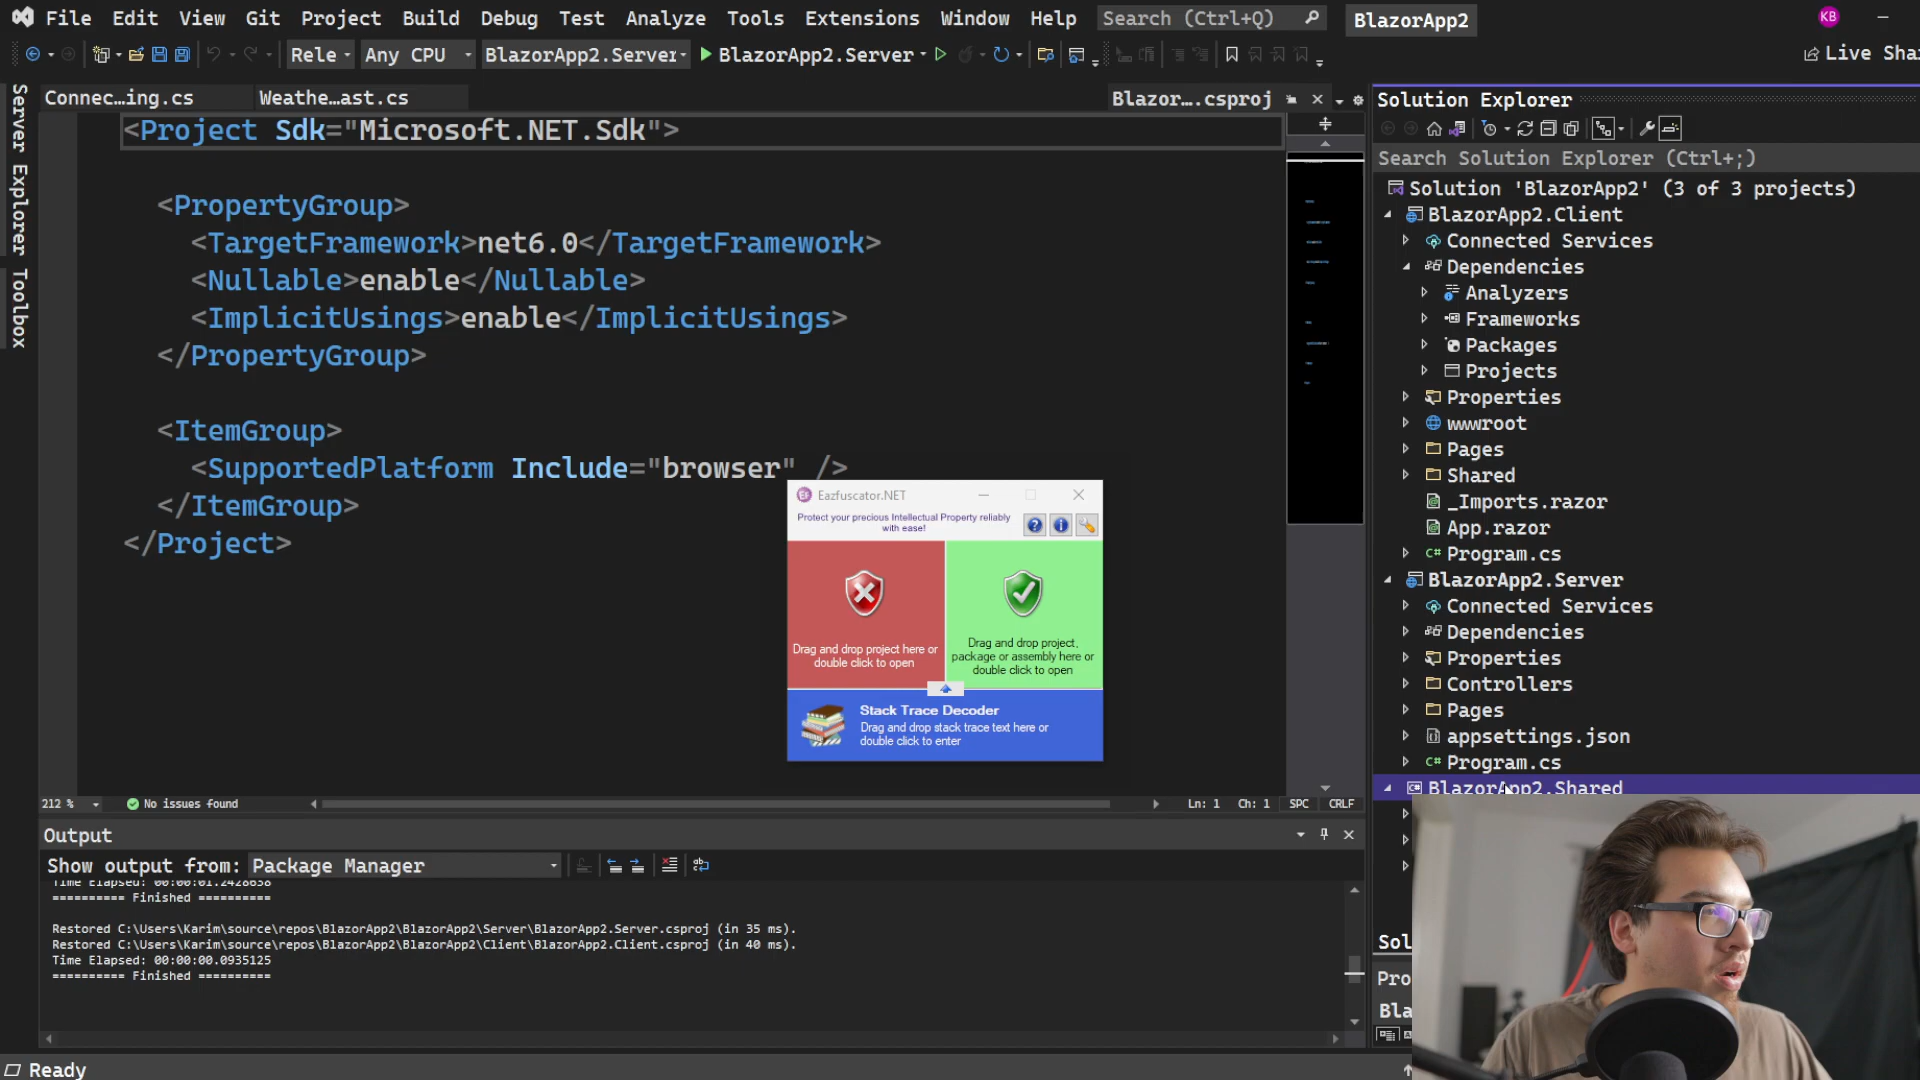 File Edit View Git Project Build Debug Test Analyze Tools Extensions Window Help Search (Ctrl+Q) BlazorApp2 KB
Rele Any CPU BlazorApp2.Server BlazorApp2.Server Live Sha
Server Explorer
Toolbox
Connec…ing.cs Weathe…ast.cs Blazor….csproj
<Project Sdk="Microsoft.NET.Sdk">
<PropertyGroup>
<TargetFramework>net6.0</TargetFramework>
<Nullable>enable</Nullable>
<ImplicitUsings>enable</ImplicitUsings>
</PropertyGroup>
<ItemGroup>
<SupportedPlatform Include="browser" />
</ItemGroup>
</Project>
EF Eazfuscator.NET
Protect your precious Intellectual Property reliably
with ease!
Drag and drop project here or
double click to open
Drag and drop project,
package or assembly here or
double click to open
Stack Trace Decoder
Drag and drop stack trace text here or
double click to enter
212 % No issues found Ln: 1 Ch: 1 SPC CRLF
Output
Show output from: Package Manager
Time Elapsed: 00:00:01.2428638
========== Finished ==========
Restored C:\Users\Karim\source\repos\BlazorApp2\BlazorApp2\Server\BlazorApp2.Server.csproj (in 35 ms).
Restored C:\Users\Karim\source\repos\BlazorApp2\BlazorApp2\Client\BlazorApp2.Client.csproj (in 40 ms).
Time Elapsed: 00:00:00.0935125
========== Finished ==========
Ready
Solution Explorer
Search Solution Explorer (Ctrl+;)
Solution 'BlazorApp2' (3 of 3 projects)
BlazorApp2.Client
Connected Services
Dependencies
Analyzers
Frameworks
Packages
Projects
Properties
wwwroot
Pages
Shared
_Imports.razor
App.razor
C# Program.cs
BlazorApp2.Server
Connected Services
Dependencies
Properties
Controllers
Pages
appsettings.json
C# Program.cs
BlazorApp2.Shared
Sol
Pro
Bla